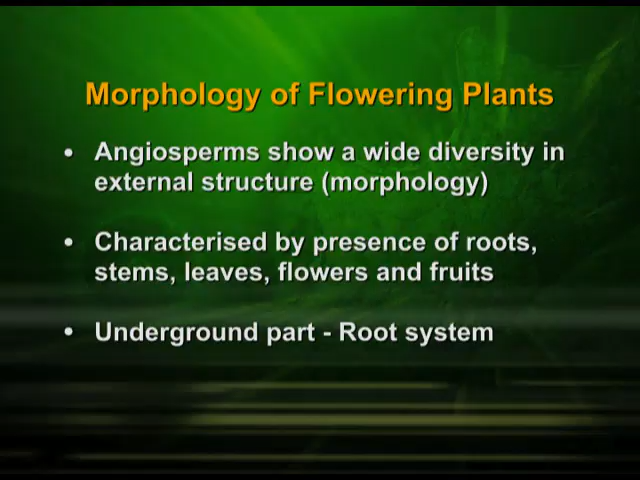 Morphology of Flowering Plants
• Angiosperms show a wide diversity in
external structure (morphology)
• Characterised by presence of roots,
stems, leaves, flowers and fruits
• Underground part - Root system